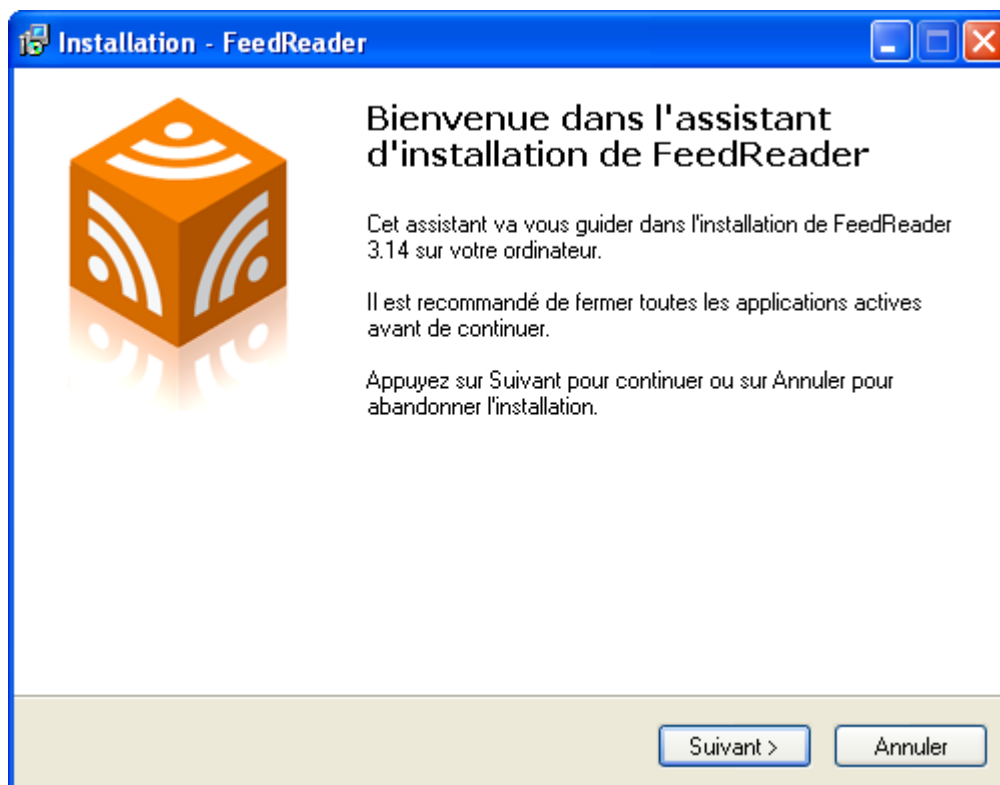 Installation - FeedReader
Bienvenue dans l'assistant
d'installation de FeedReader
Cet assistant va vous guider dans l'installation de FeedReader
3.14 sur votre ordinateur.
Il est recommandé de fermer toutes les applications actives
avant de continuer.
Appuyez sur Suivant pour continuer ou sur Annuler pour
abandonner l'installation.
Suivant >
Annuler